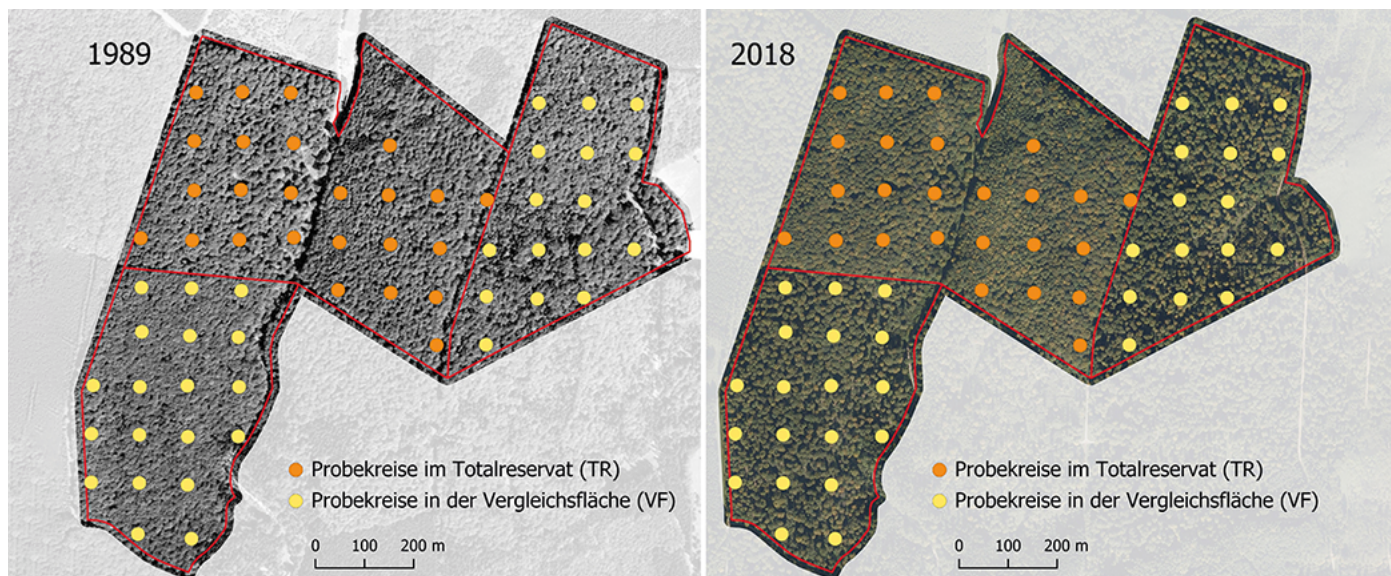 1989
Probekreise im Totalreservat (TR)
Probekreise in der Vergleichsfläche (VF)
0 100 200 m
2018
Probekreise im Totalreservat (TR)
Probekreise in der Vergleichsfläche (VF)
0 100 200 m